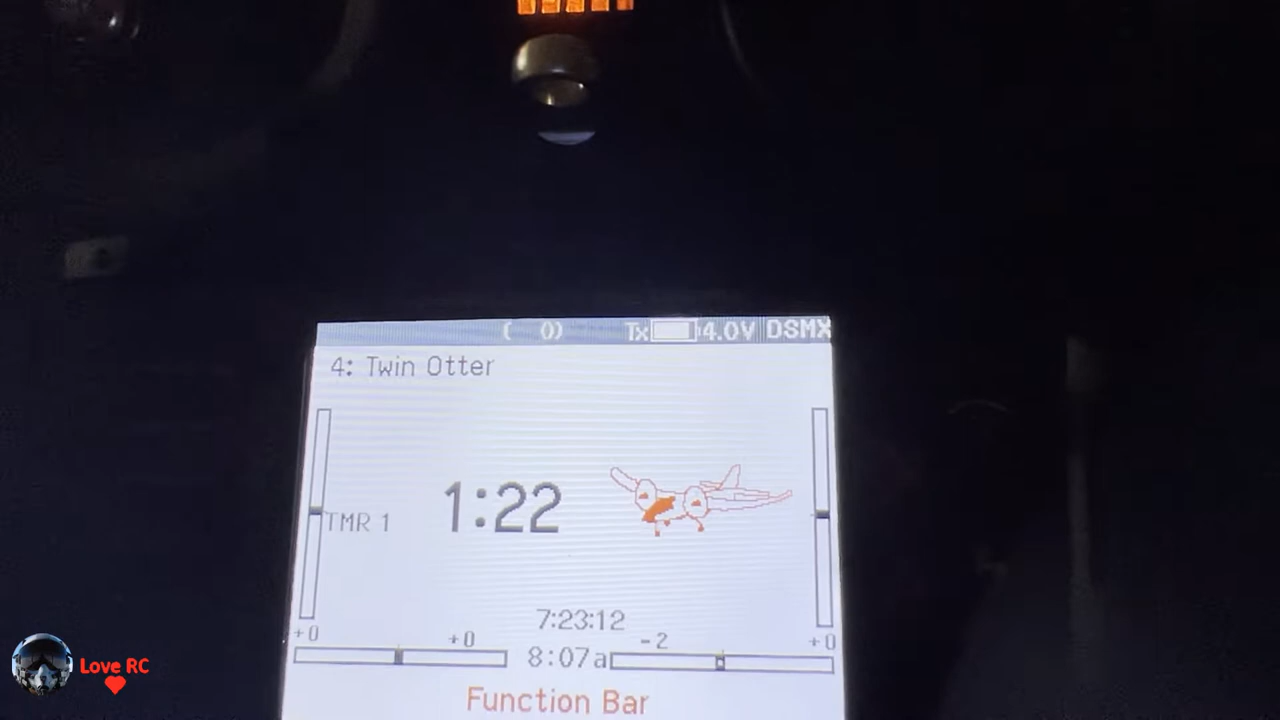 ( 0) Tx 4.0V DSMX
4: Twin Otter
TMR 1
1:22
7:23:12
+0 +0 -2 +0
8:07a
Function Bar
Love RC